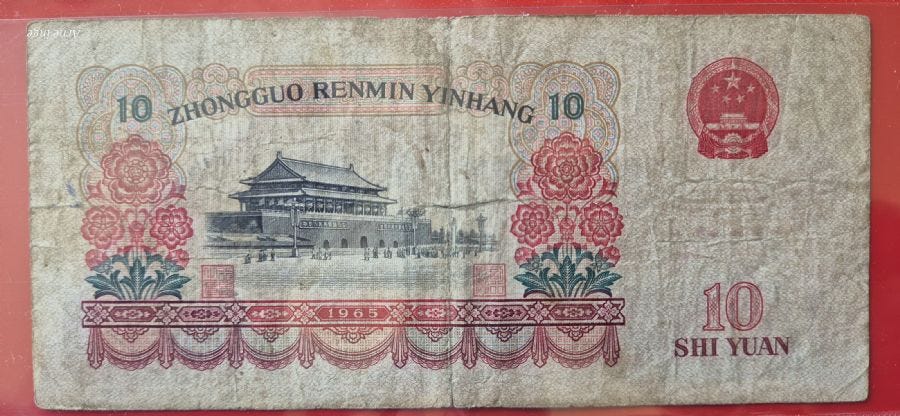 10 ZHONGGUO RENMIN YINHANG 10
1965
10
SHI YUAN